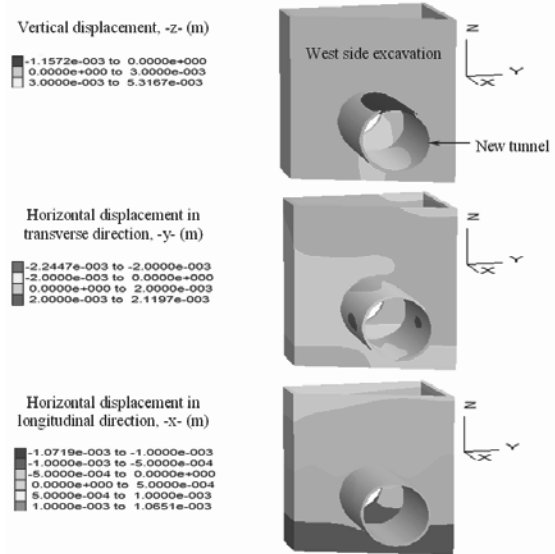 Vertical displacement, -z- (m)
-1.1572e-003 to 0.0000e+000
0.0000e+000 to 3.0000e-003
3.0000e-003 to 5.3167e-003
West side excavation
Z
Y
X
New tunnel
Horizontal displacement in
transverse direction, -y- (m)
-2.2447e-003 to -2.0000e-003
-2.0000e-003 to 0.0000e+000
0.0000e+000 to 2.0000e-003
2.0000e-003 to 2.1197e-003
Z
Y
X
Horizontal displacement in
longitudinal direction, -x- (m)
-1.0719e-003 to -1.0000e-003
-1.0000e-003 to -5.0000e-004
-5.0000e-004 to 0.0000e+000
0.0000e+000 to 5.0000e-004
5.0000e-004 to 1.0000e-003
1.0000e-003 to 1.0651e-003
Z
Y
X